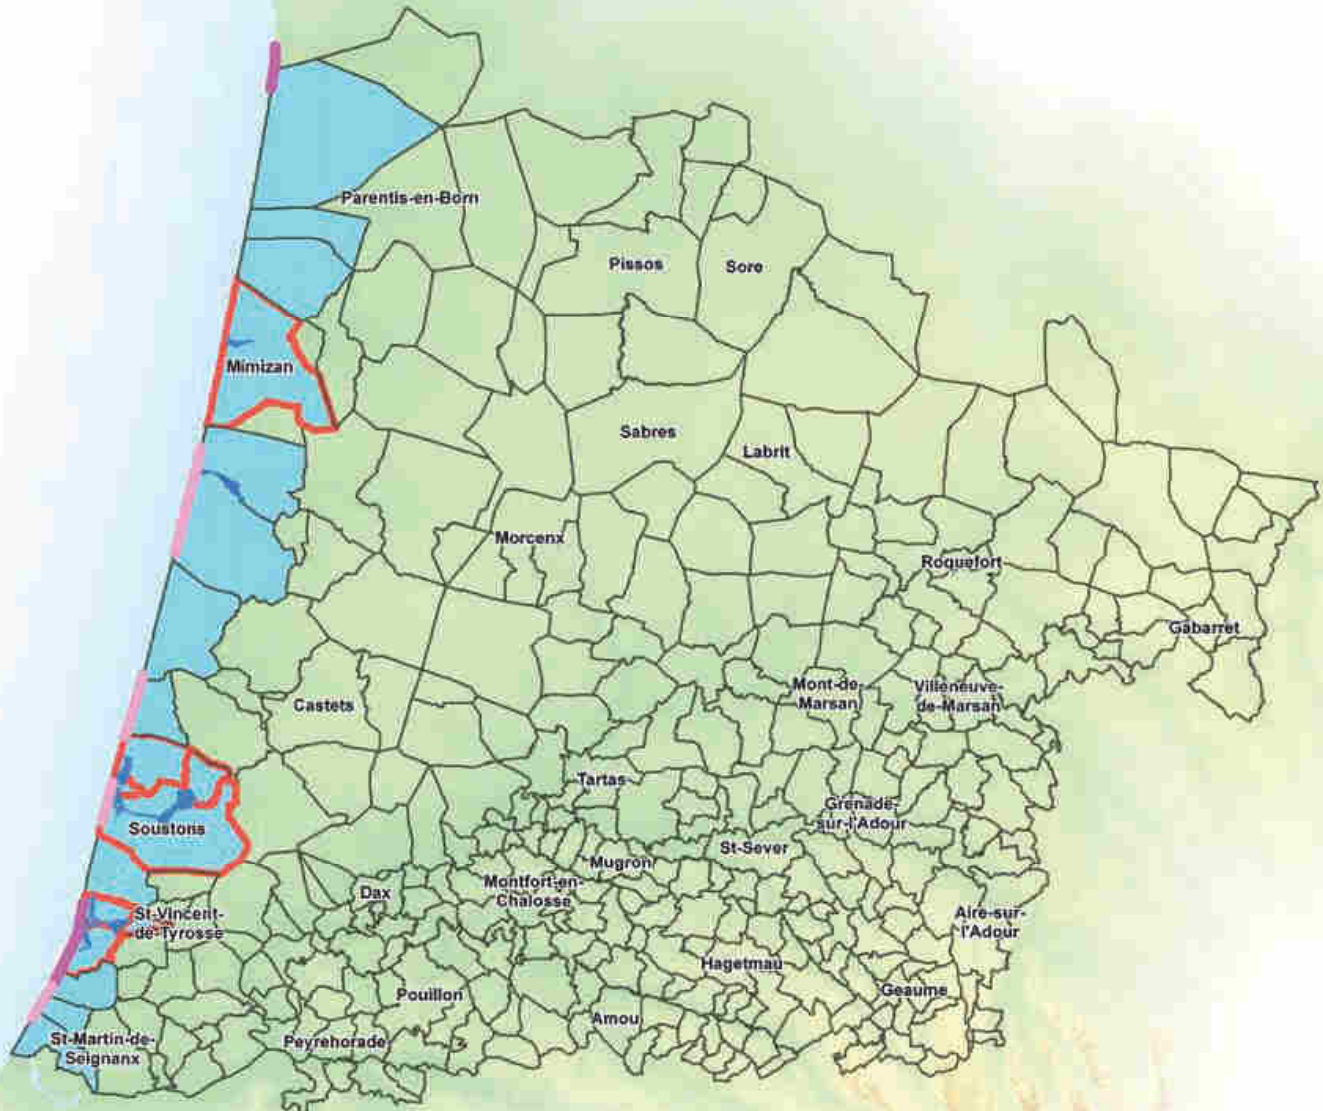 Parentis-en-Born
Pissos
Sore
Mimizan
Sabres
Labrit
Morcenx
Roquefort
Gabarret
Castets
Mont-de-
Marsan
Villeneuve-
de-Marsan
Tartas
Grenade-
sur-l'Adour
Soustons
St-Sever
Mugron
Dax
Montfort-en-
Chalosse
St-Vincent-
de-Tyrosse
Aire-sur-
l'Adour
Hagetmau
Geaune
Pouillon
Amou
St-Martin-de-
Seignanx
Peyrehorade